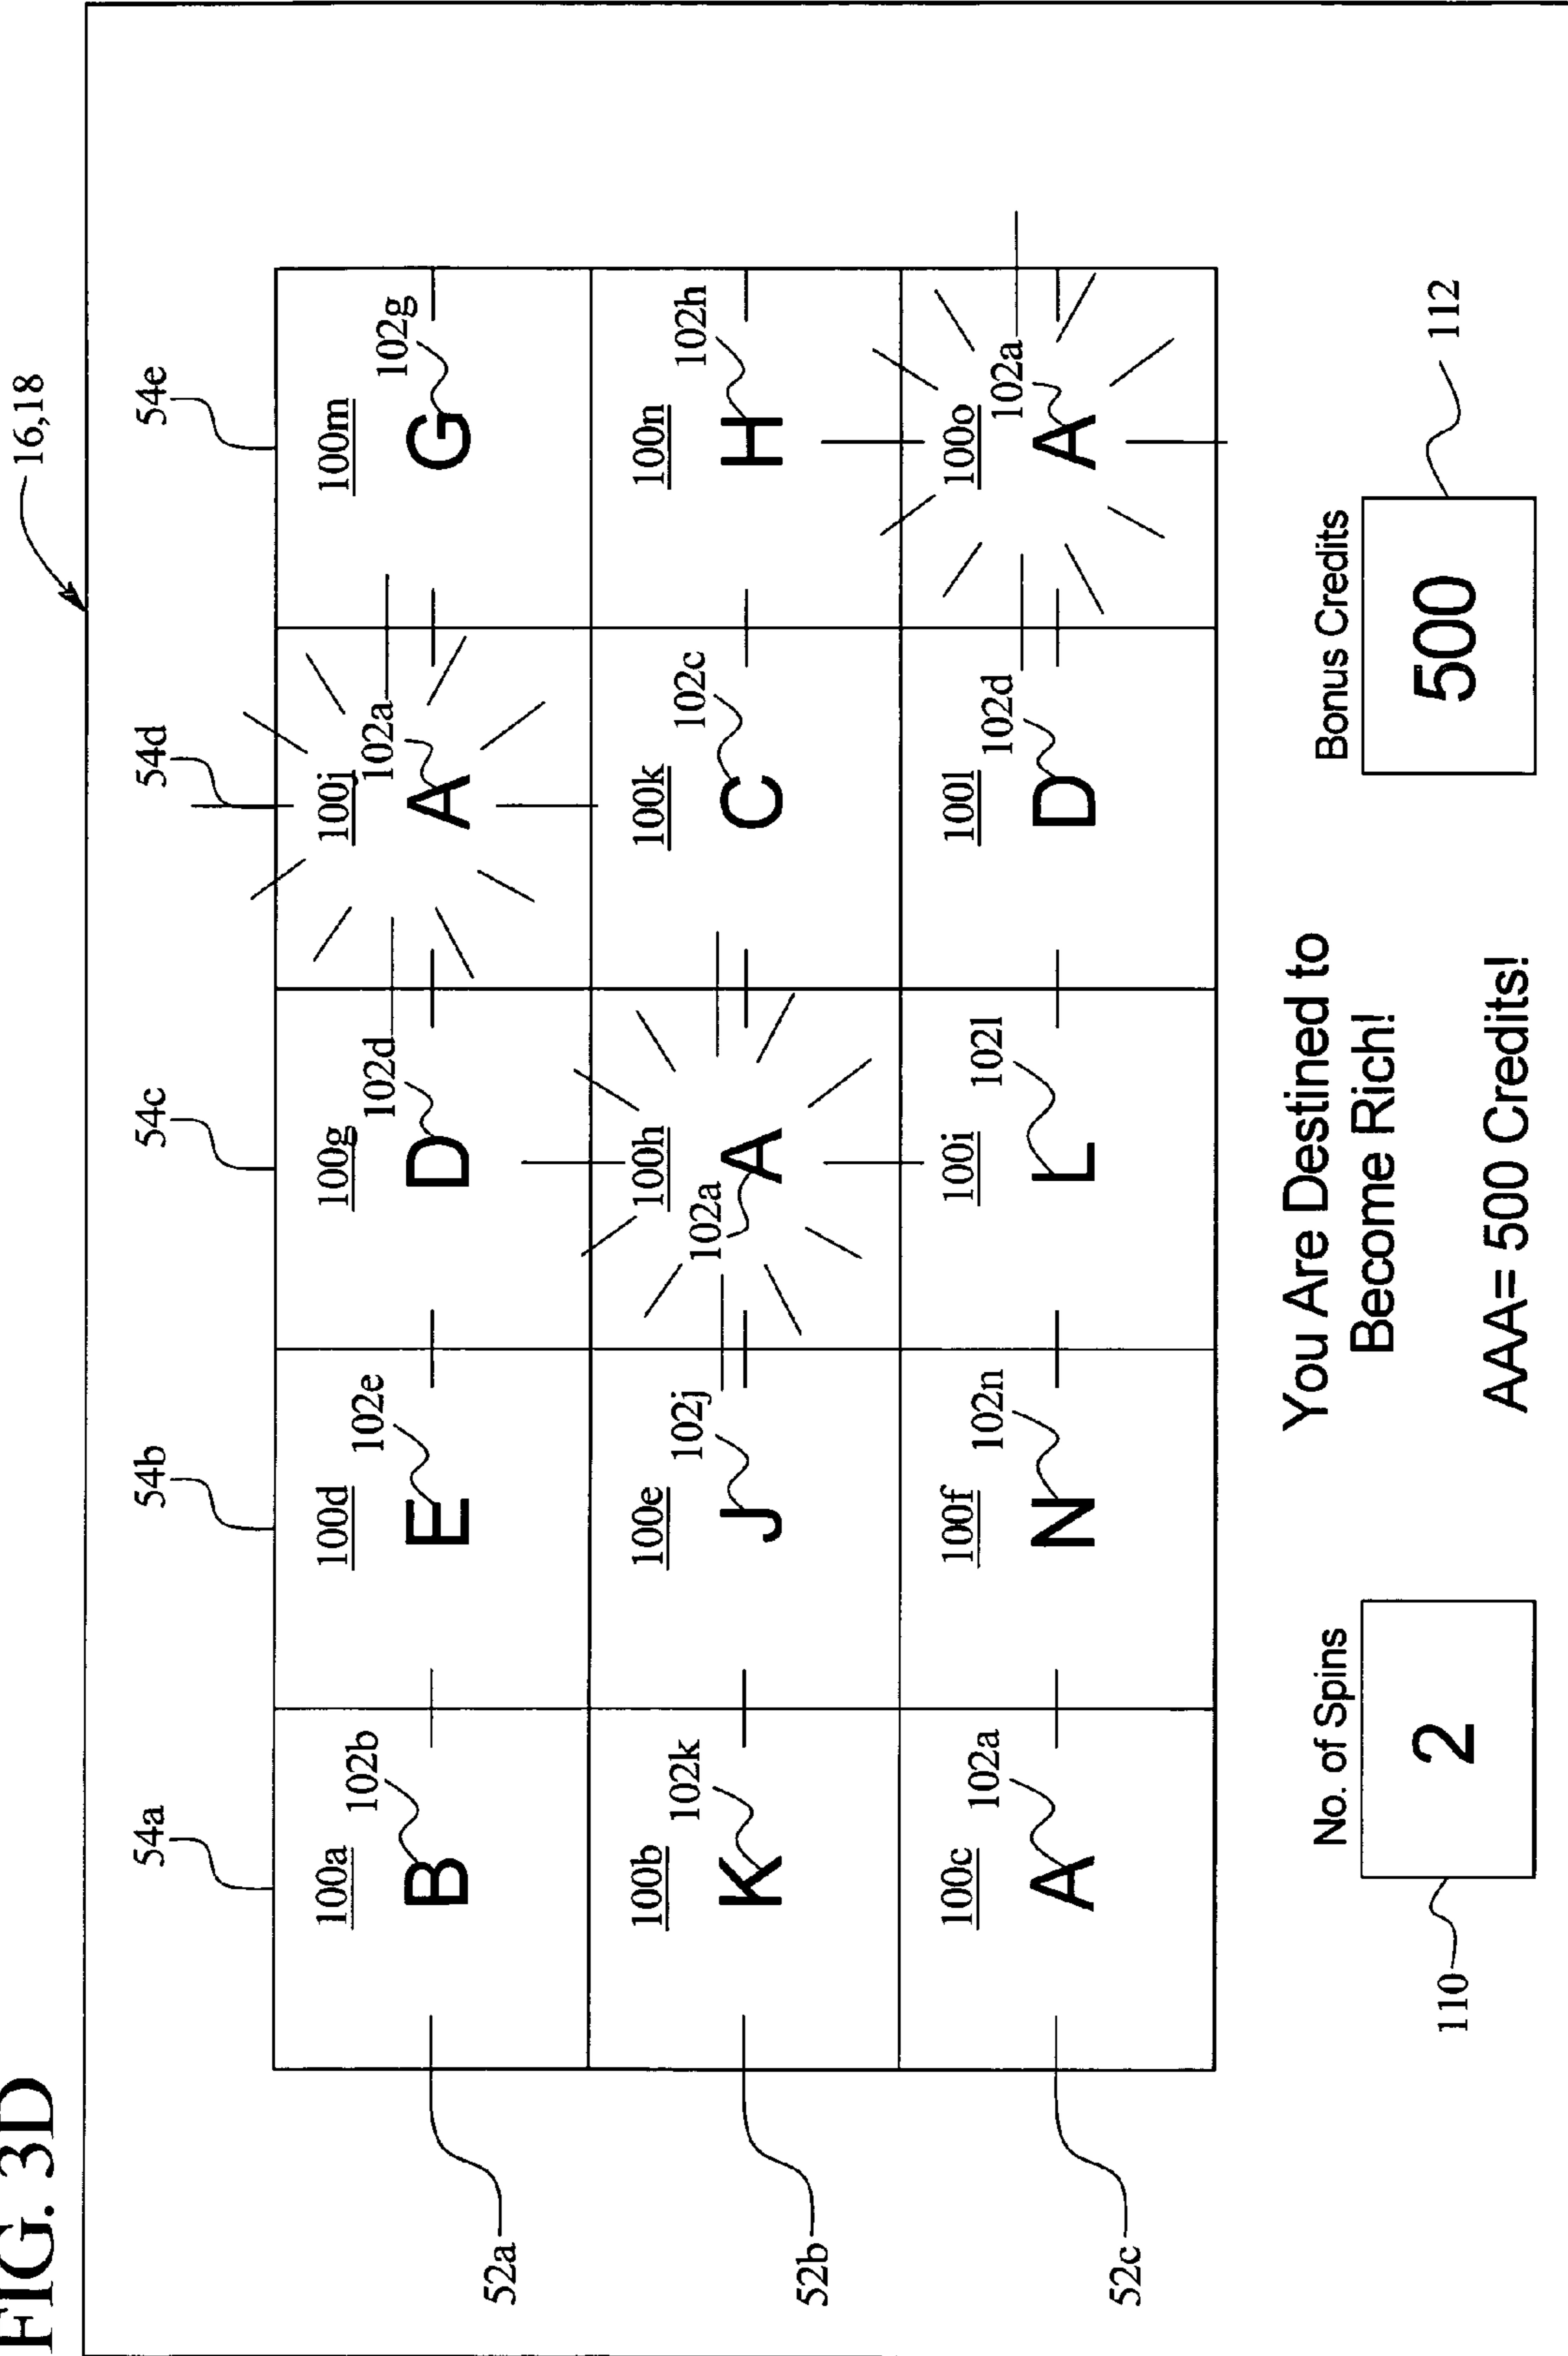 FIG. 3D
16,18
54a 54b 54c 54d 54e
100a 100d 100g 100j 100m
102b 102e 102d 102a 102g
B E D A G
52a
100b 100e 100h 100k 100n
102k 102j 102a 102c 102h
K J A C H
52b
100c 100f 100i 100l 100o
102a 102n 102l 102d 102a
A N L D A
52c
No. of Spins
2
110
You Are Destined to
Become Rich!
AAA= 500 Credits!
Bonus Credits
500
112